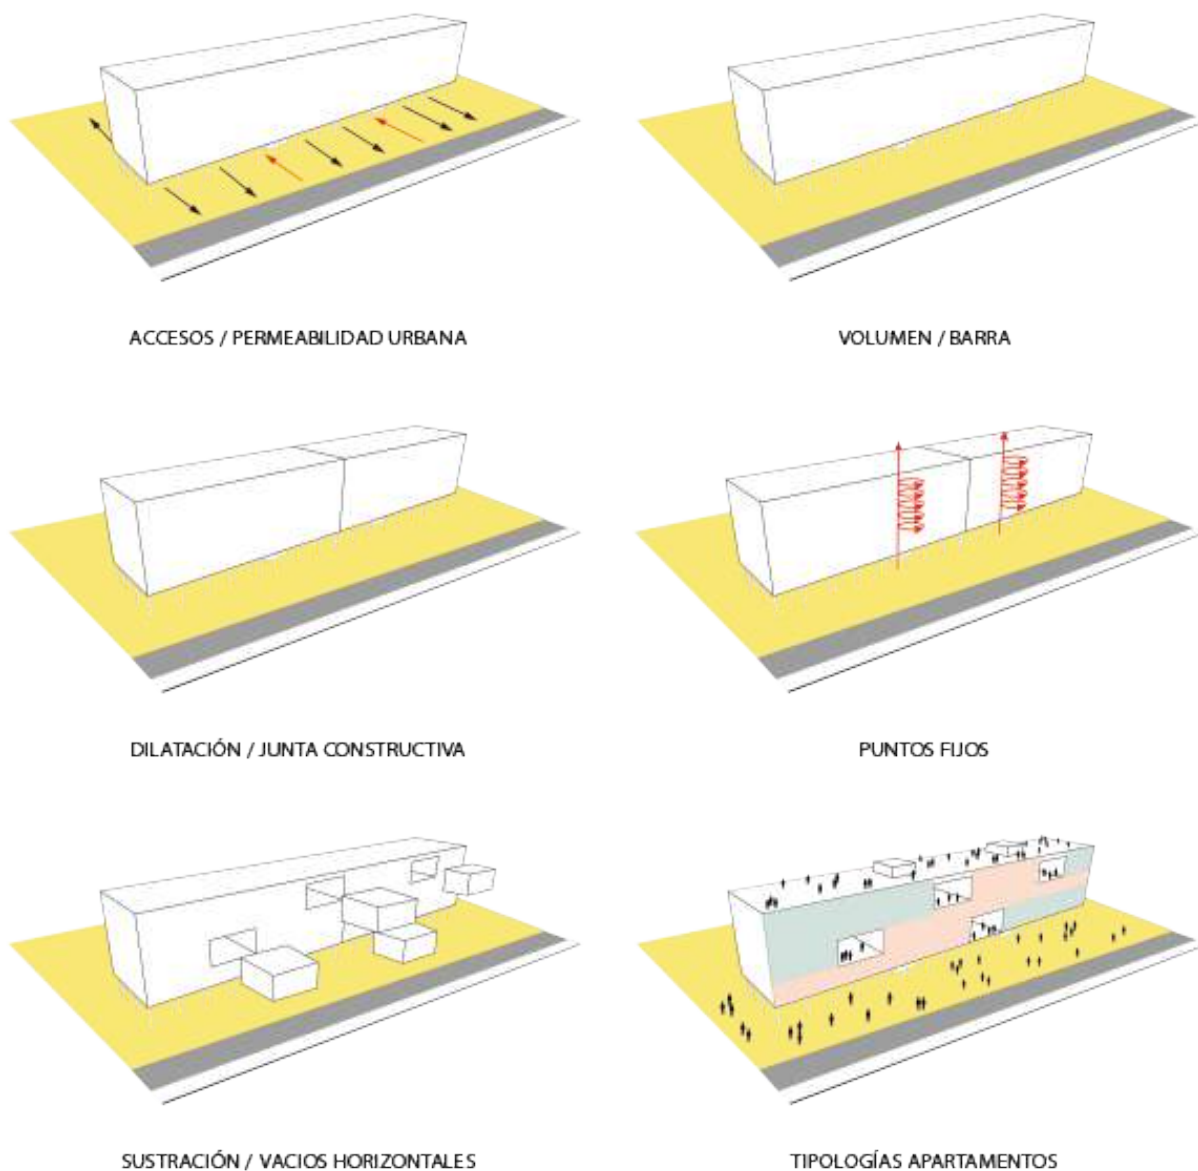 ACCESOS / PERMEABILIDAD URBANA
VOLUMEN / BARRA
DILATACIÓN / JUNTA CONSTRUCTIVA
PUNTOS FIJOS
SUSTRACIÓN / VACIOS HORIZONTALES
TIPOLOGÍAS APARTAMENTOS